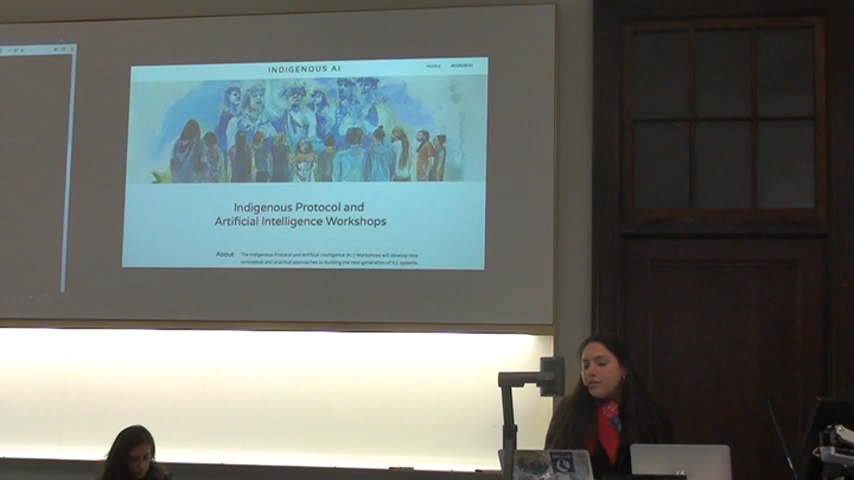 INDIGENOUS AI
PEOPLE RESOURCES
Indigenous Protocol and
Artificial Intelligence Workshops
About The Indigenous Protocol and Artificial Intelligence (A.I.) Workshops will develop new
conceptual and practical approaches to building the next generation of A.I. systems.